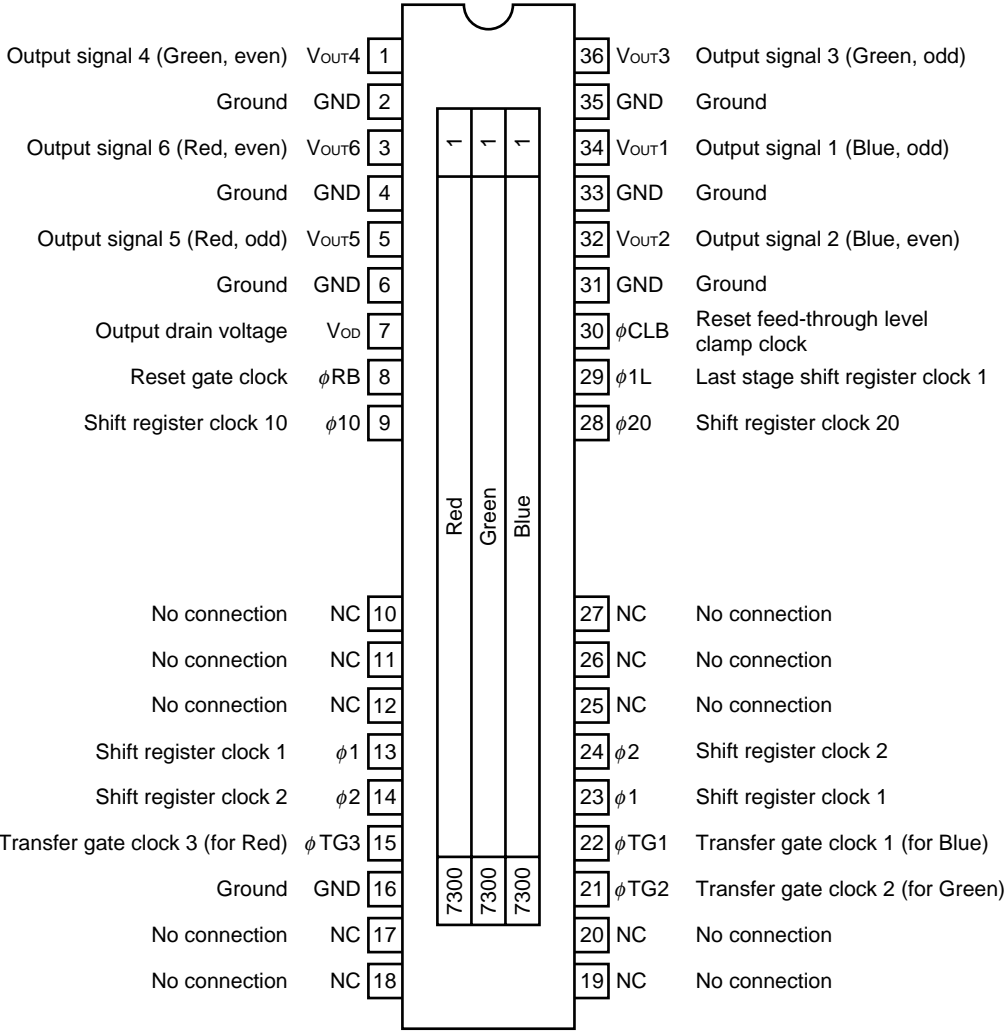 Output signal 4 (Green, even) VOUT4 1 36 VOUT3 Output signal 3 (Green, odd)
Ground GND 2 35 GND Ground
Output signal 6 (Red, even) VOUT6 3 1 1 1 34 VOUT1 Output signal 1 (Blue, odd)
Ground GND 4 33 GND Ground
Output signal 5 (Red, odd) VOUT5 5 32 VOUT2 Output signal 2 (Blue, even)
Ground GND 6 31 GND Ground
Output drain voltage VOD 7 30 φCLB Reset feed-through level
clamp clock
Reset gate clock φRB 8 29 φ1L Last stage shift register clock 1
Shift register clock 10 φ10 9 28 φ20 Shift register clock 20
Red Green Blue
No connection NC 10 27 NC No connection
No connection NC 11 26 NC No connection
No connection NC 12 25 NC No connection
Shift register clock 1 φ1 13 24 φ2 Shift register clock 2
Shift register clock 2 φ2 14 23 φ1 Shift register clock 1
Transfer gate clock 3 (for Red) φTG3 15 22 φTG1 Transfer gate clock 1 (for Blue)
Ground GND 16 7300 7300 7300 21 φTG2 Transfer gate clock 2 (for Green)
No connection NC 17 20 NC No connection
No connection NC 18 19 NC No connection